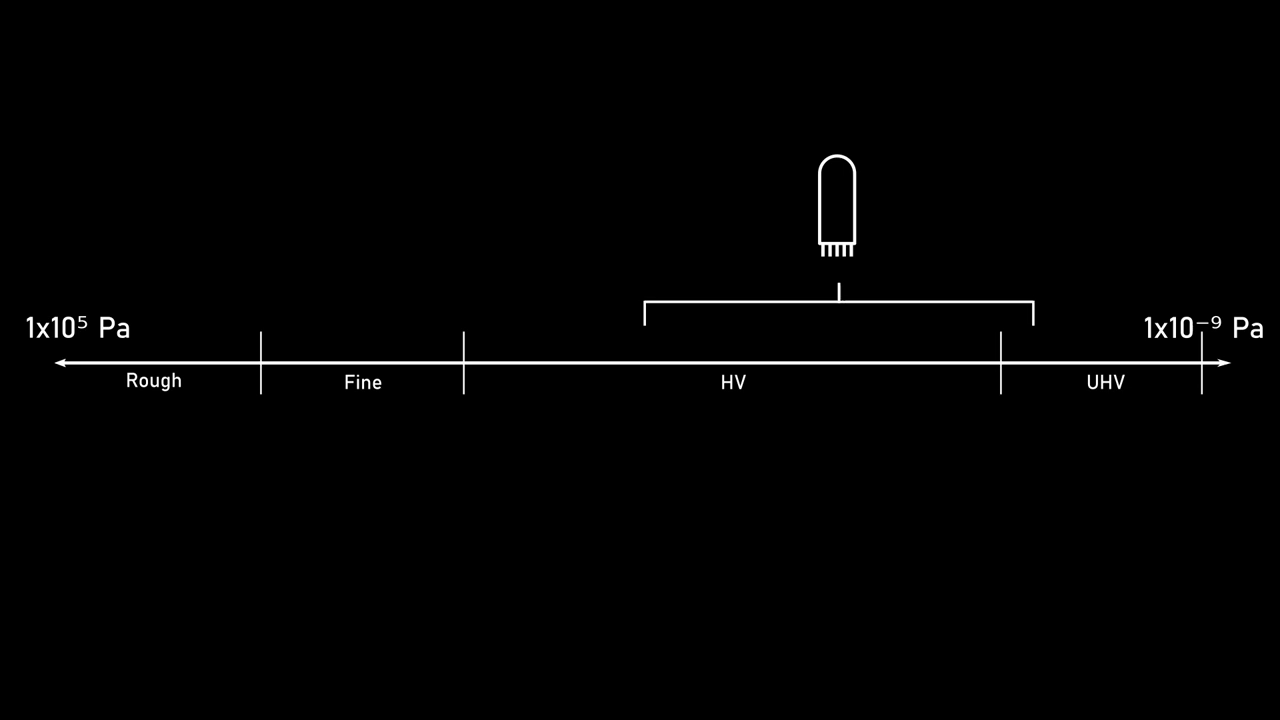 1x10⁵ Pa
1x10⁻⁹ Pa
Rough
Fine
HV
UHV